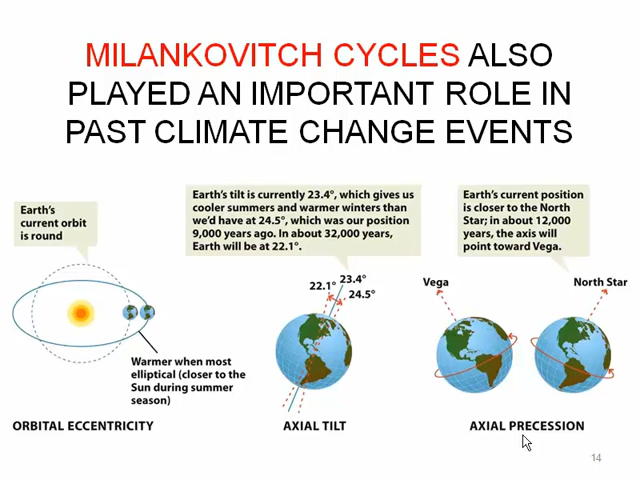 MILANKOVITCH CYCLES ALSO
PLAYED AN IMPORTANT ROLE IN
PAST CLIMATE CHANGE EVENTS
Earth's
current orbit
is round
Earth's tilt is currently 23.4°, which gives us
cooler summers and warmer winters than
we'd have at 24.5°, which was our position
9,000 years ago. In about 32,000 years,
Earth will be at 22.1°.
Earth's current position
is closer to the North
Star; in about 12,000
years, the axis will
point toward Vega.
22.1°
23.4°
24.5°
Vega
North Star
Warmer when most
elliptical (closer to the
Sun during summer
season)
ORBITAL ECCENTRICITY
AXIAL TILT
AXIAL PRECESSION
14